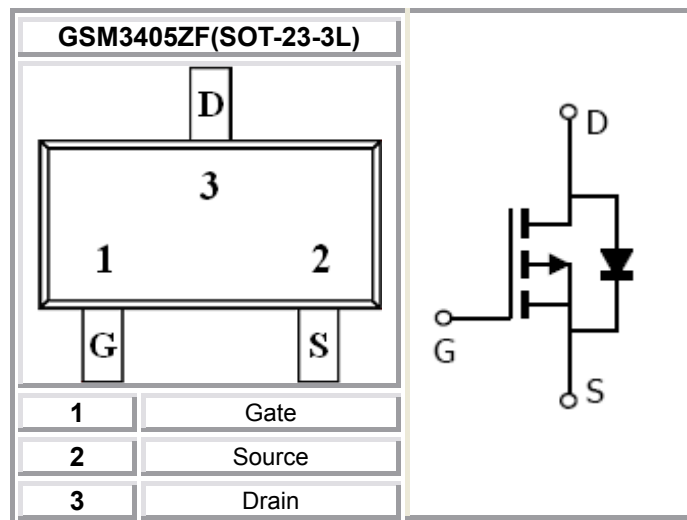 GSM3405ZF(SOT-23-3L)
D
3
1 2
G S
1 Gate
2 Source
3 Drain
D
G
S